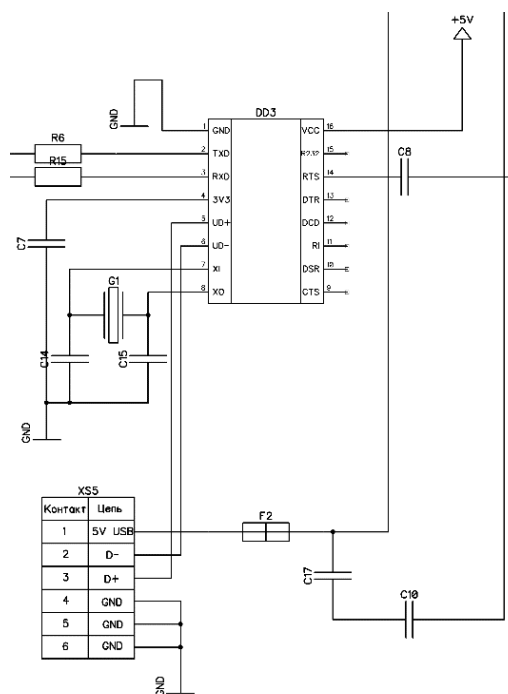 +5V
DD3
GND
1 GND VCC 16
R6
2 TXD R232 15
R15
3 RXD RTS 14
C8
4 3V3 DTR 13
5 UD+ DCD 12
6 UD- RI 11
C7
7 XI DSR 10
G1
8 XO CTS 9
C14
C15
GND
XS5
Контакт Цепь
1 5V USB
F2
2 D-
3 D+
C17
4 GND
C10
5 GND
6 GND
GND